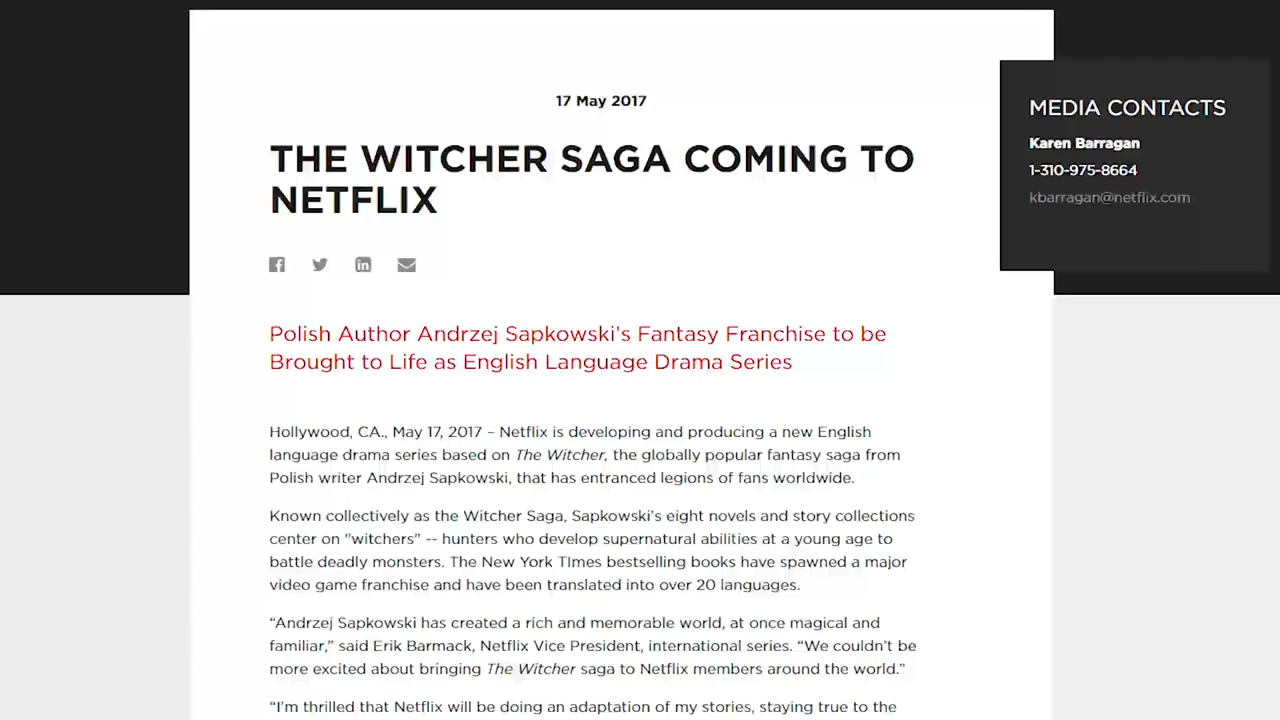 17 May 2017
THE WITCHER SAGA COMING TO
NETFLIX
Polish Author Andrzej Sapkowski's Fantasy Franchise to be
Brought to Life as English Language Drama Series
Hollywood, CA., May 17, 2017 – Netflix is developing and producing a new English
language drama series based on The Witcher, the globally popular fantasy saga from
Polish writer Andrzej Sapkowski, that has entranced legions of fans worldwide.
Known collectively as the Witcher Saga, Sapkowski's eight novels and story collections
center on "witchers" -- hunters who develop supernatural abilities at a young age to
battle deadly monsters. The New York TImes bestselling books have spawned a major
video game franchise and have been translated into over 20 languages.
“Andrzej Sapkowski has created a rich and memorable world, at once magical and
familiar,” said Erik Barmack, Netflix Vice President, international series. “We couldn't be
more excited about bringing The Witcher saga to Netflix members around the world.”
“I'm thrilled that Netflix will be doing an adaptation of my stories, staying true to the
MEDIA CONTACTS
Karen Barragan
1-310-975-8664
kbarragan@netflix.com